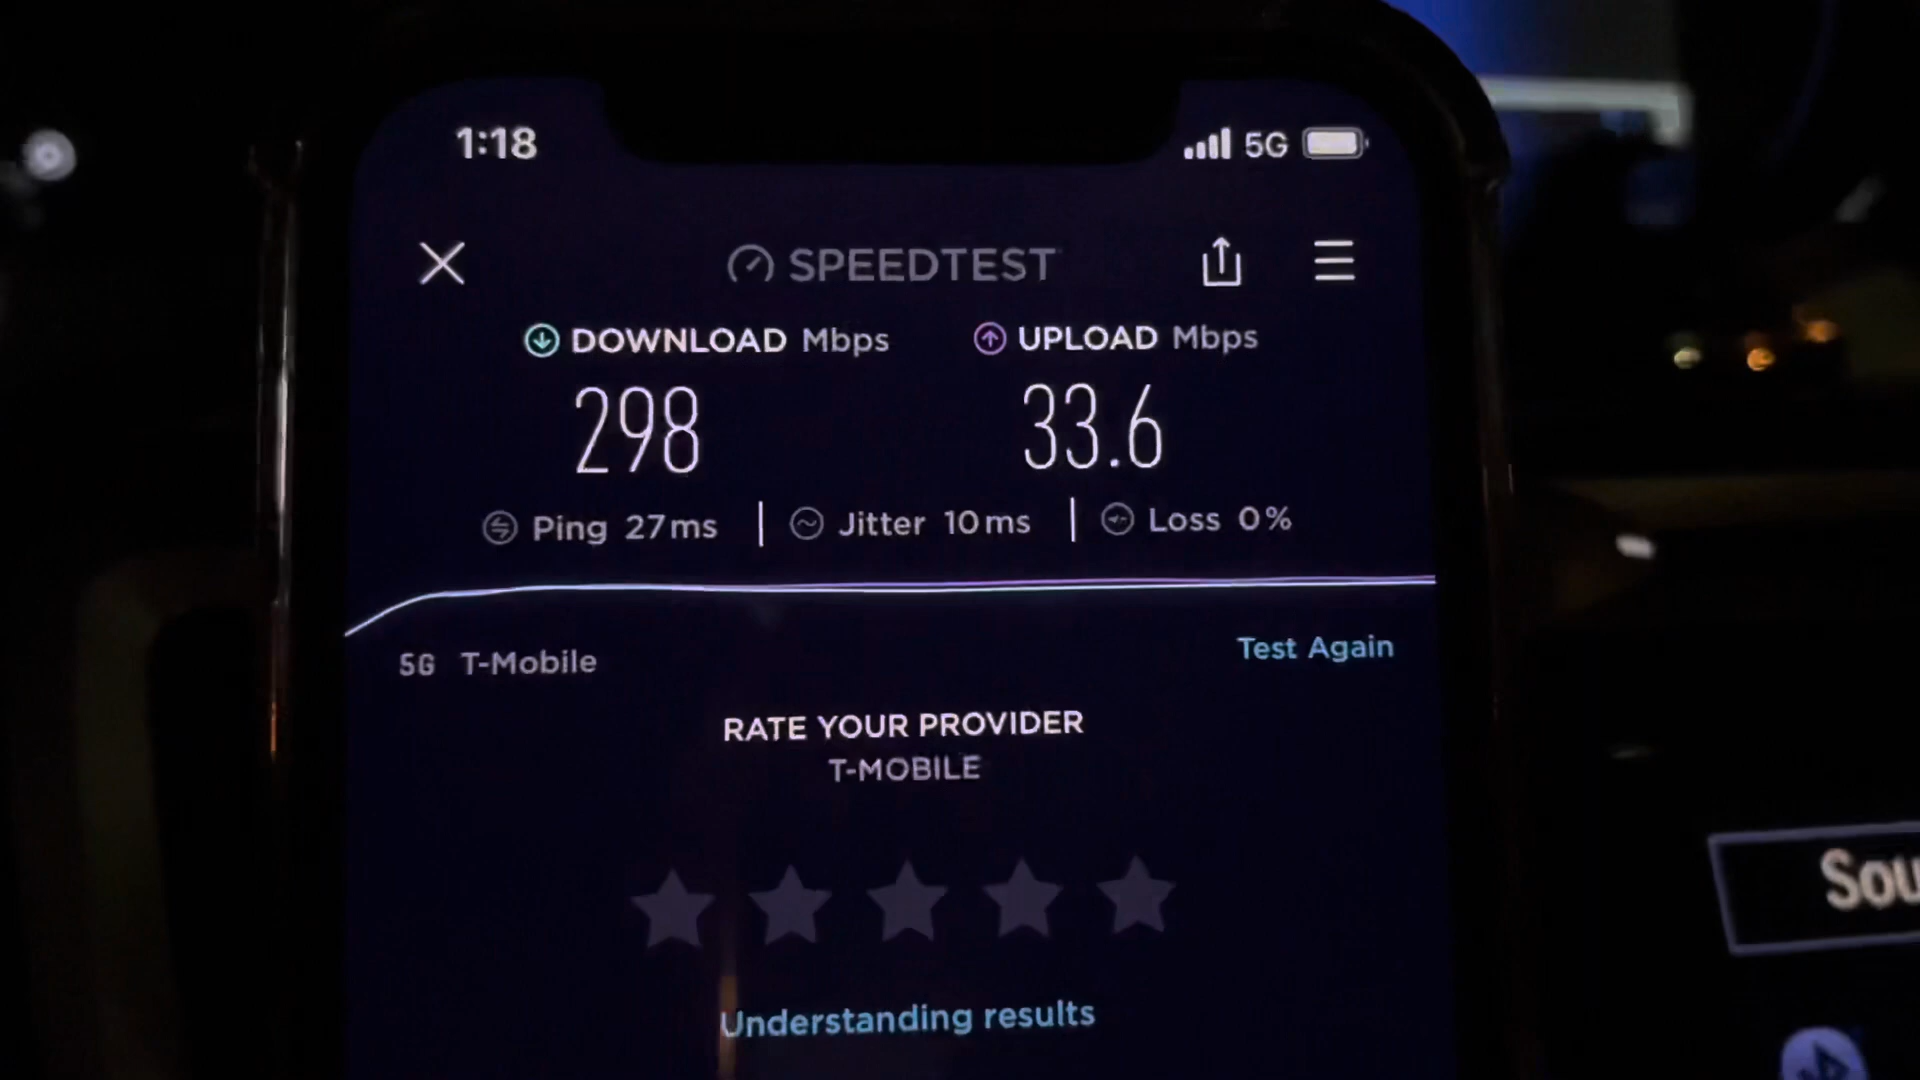 1:18 5G
SPEEDTEST
DOWNLOAD Mbps UPLOAD Mbps
298 33.6
Ping 27ms Jitter 10ms Loss 0%
5G T-Mobile Test Again
RATE YOUR PROVIDER
T-MOBILE
Sou
Understanding results